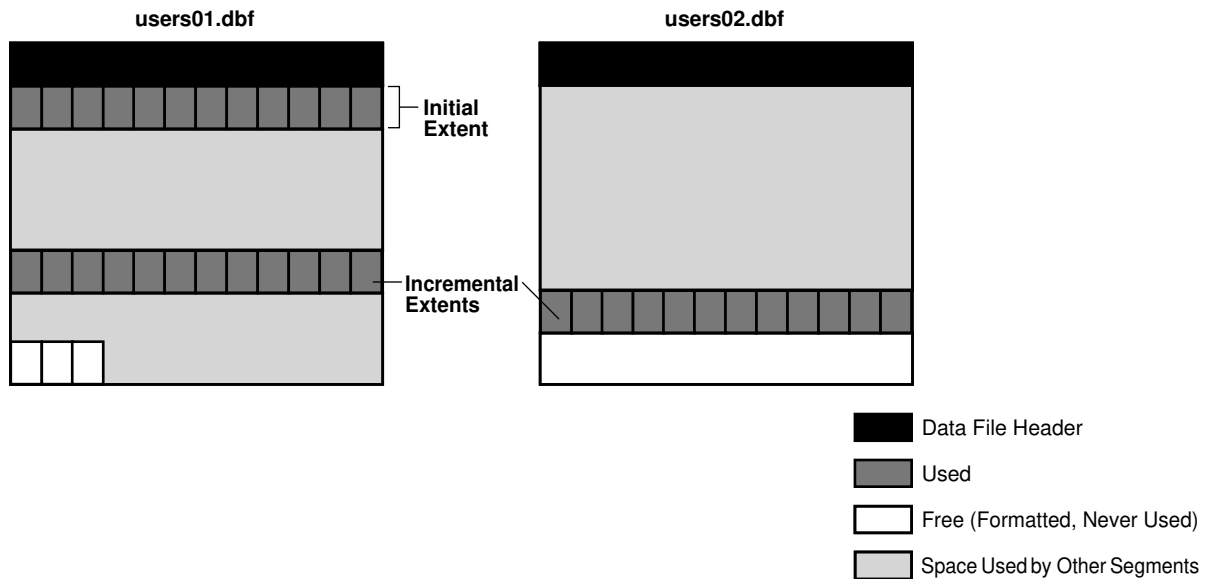 users01.dbf
users02.dbf
Initial
Extent
Incremental
Extents
Data File Header
Used
Free (Formatted, Never Used)
Space Used by Other Segments